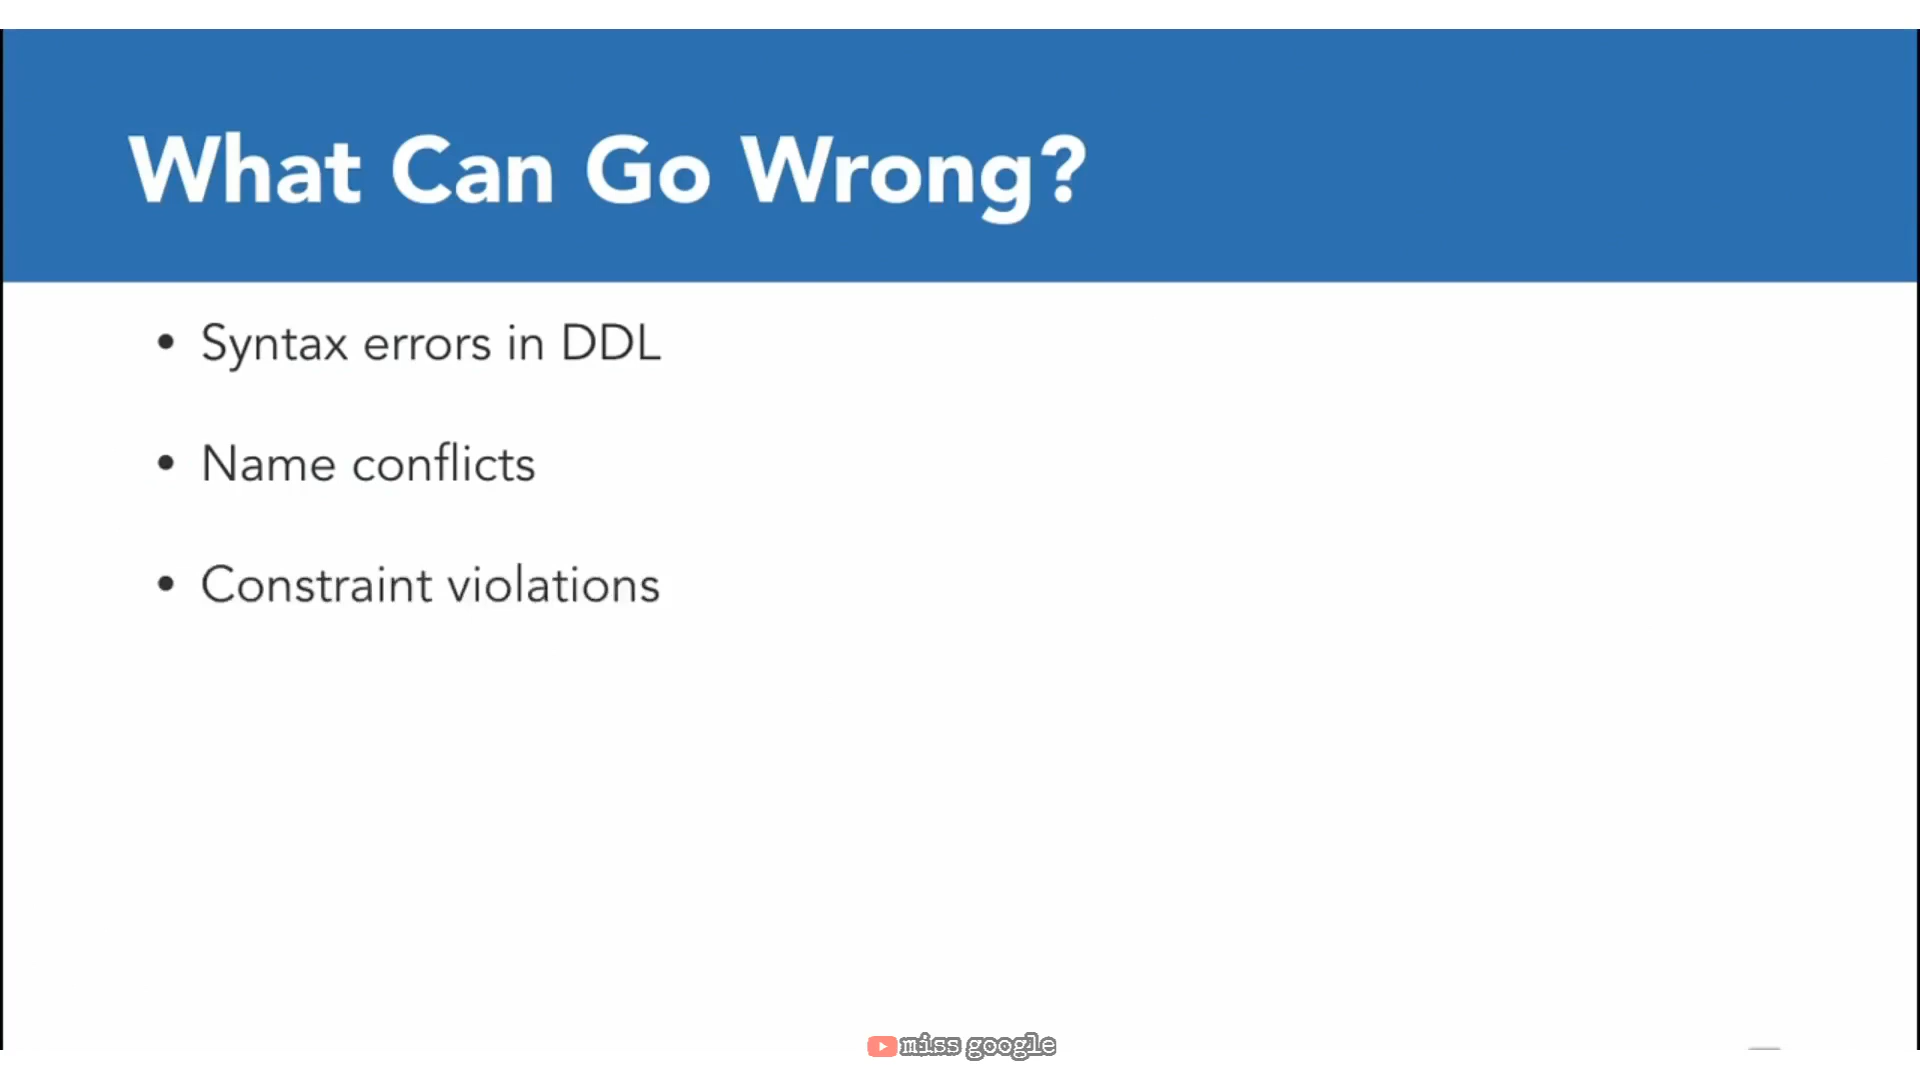 What Can Go Wrong?
• Syntax errors in DDL
• Name conflicts
• Constraint violations
miss google